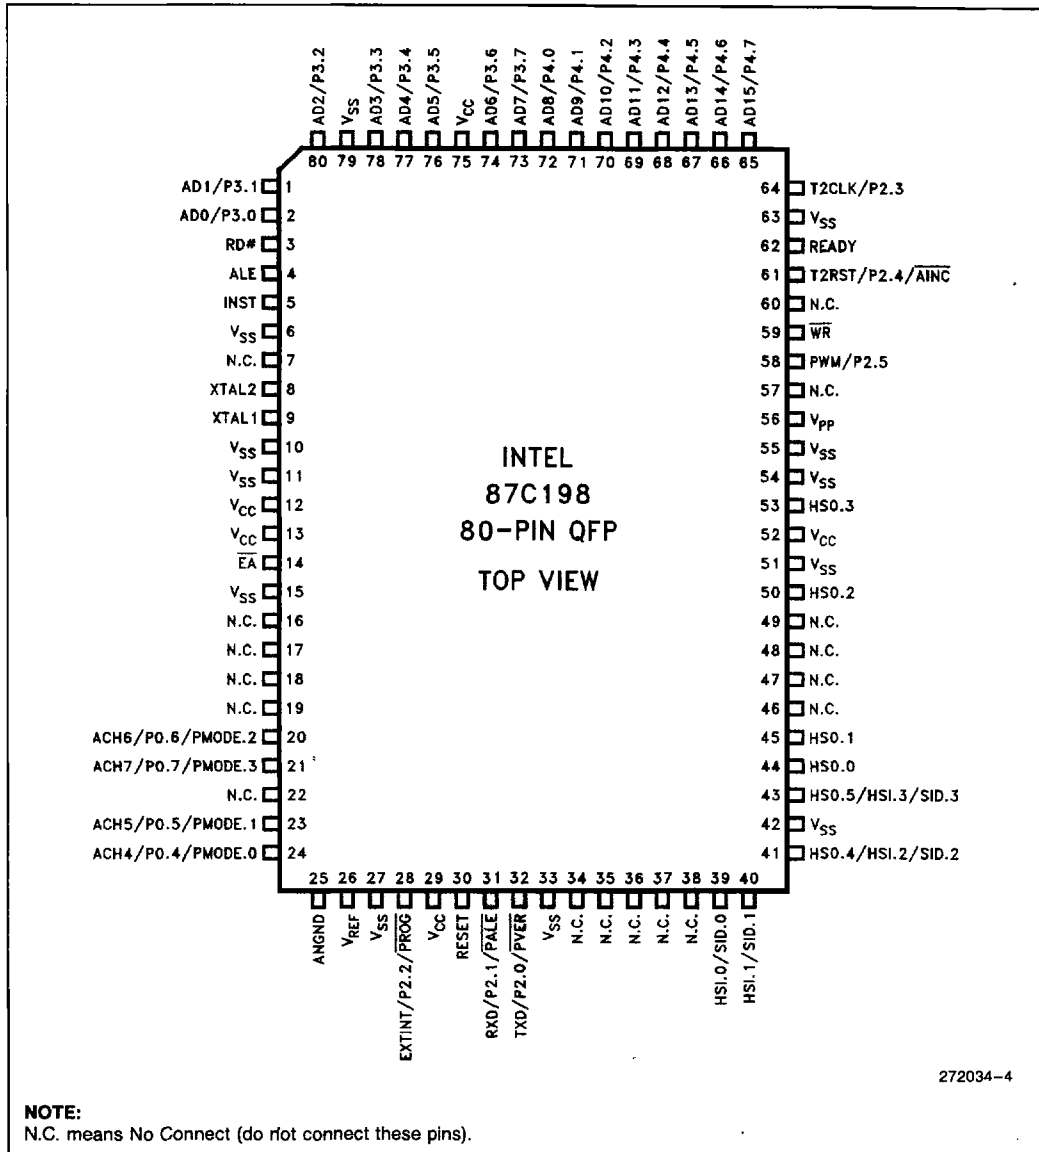 AD2/P3.2
VSS
AD3/P3.3
AD4/P3.4
AD5/P3.5
VCC
AD6/P3.6
AD7/P3.7
AD8/P4.0
AD9/P4.1
AD10/P4.2
AD11/P4.3
AD12/P4.4
AD13/P4.5
AD14/P4.6
AD15/P4.7
80 79 78 77 76 75 74 73 72 71 70 69 68 67 66 65
AD1/P3.1 1
AD0/P3.0 2
RD# 3
ALE 4
INST 5
VSS 6
N.C. 7
XTAL2 8
XTAL1 9
VSS 10
VSS 11
VCC 12
VCC 13
EA 14
VSS 15
N.C. 16
N.C. 17
N.C. 18
N.C. 19
ACH6/P0.6/PMODE.2 20
ACH7/P0.7/PMODE.3 21
N.C. 22
ACH5/P0.5/PMODE.1 23
ACH4/P0.4/PMODE.0 24
INTEL
87C198
80-PIN QFP
TOP VIEW
64 T2CLK/P2.3
63 VSS
62 READY
61 T2RST/P2.4/AINC
60 N.C.
59 WR
58 PWM/P2.5
57 N.C.
56 VPP
55 VSS
54 VSS
53 HS0.3
52 VCC
51 VSS
50 HS0.2
49 N.C.
48 N.C.
47 N.C.
46 N.C.
45 HS0.1
44 HS0.0
43 HS0.5/HSI.3/SID.3
42 VSS
41 HS0.4/HSI.2/SID.2
25 26 27 28 29 30 31 32 33 34 35 36 37 38 39 40
ANGND
VREF
VSS
EXTINT/P2.2/PROG
VCC
RESET
RXD/P2.1/PALE
TXD/P2.0/PVER
VSS
N.C.
N.C.
N.C.
N.C.
N.C.
HSI.0/SID.0
HSI.1/SID.1
272034-4
NOTE:
N.C. means No Connect (do not connect these pins).